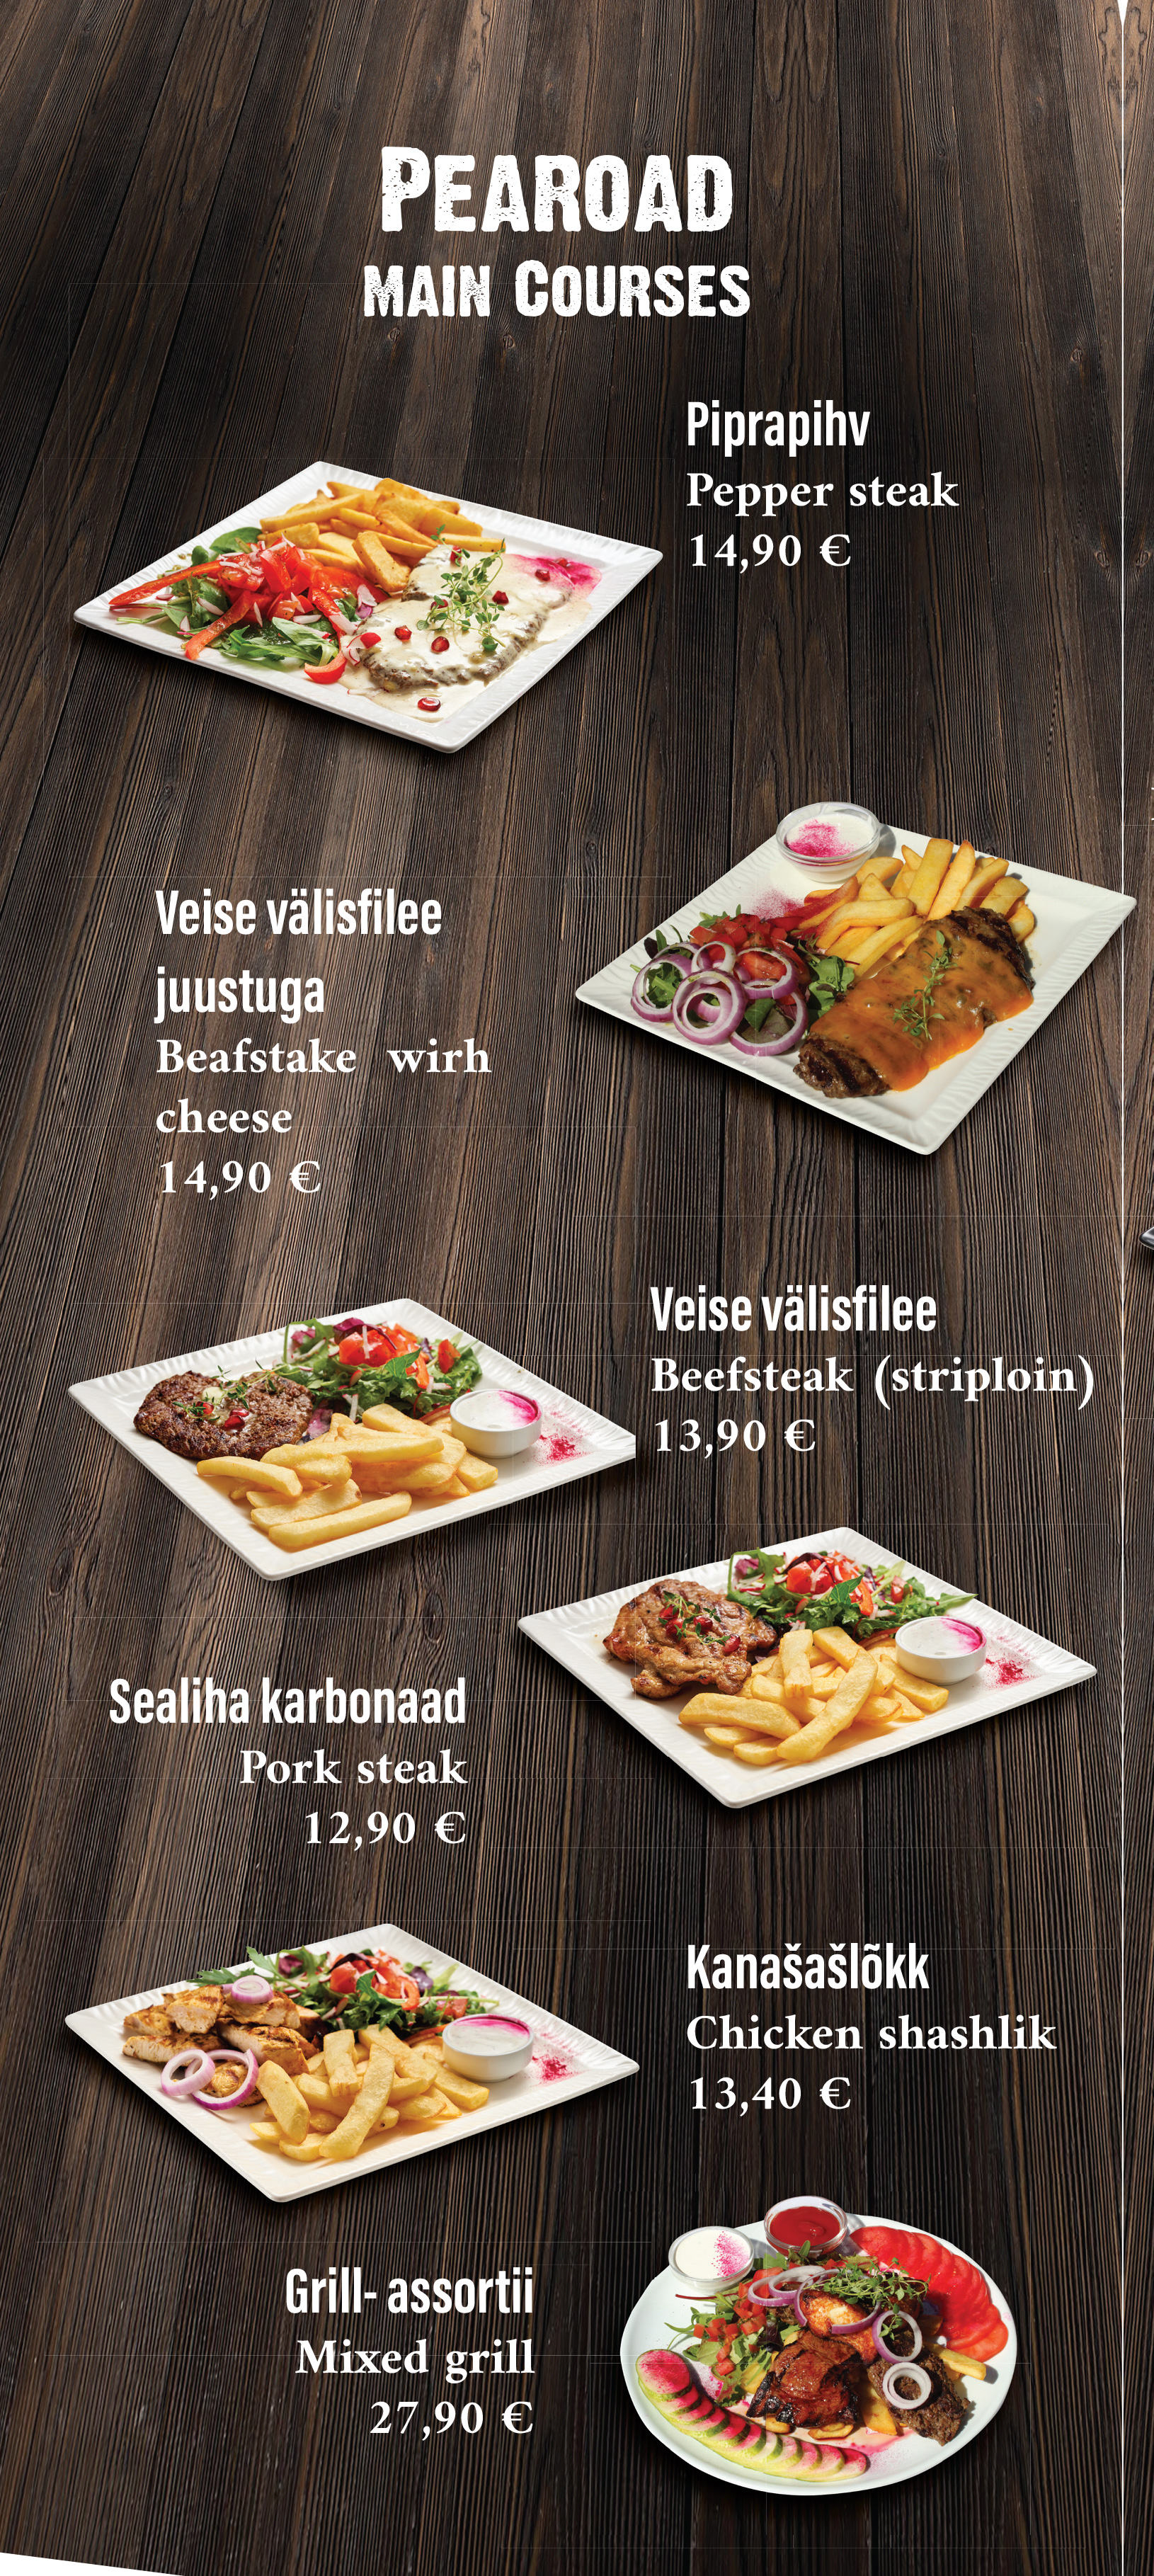 PEAROAD
MAIN COURSES
Piprapihv
Pepper steak
14,90 €
Veise välisfilee
juustuga
Beafstake wirh
cheese
14,90 €
Veise välisfilee
Beefsteak (striploin)
13,90 €
Sealiha karbonaad
Pork steak
12,90 €
Kanašašlõkk
Chicken shashlik
13,40 €
Grill- assortii
Mixed grill
27,90 €